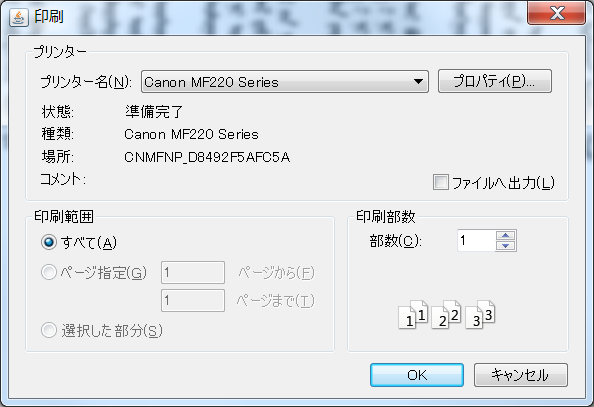 印刷
プリンター
プリンター名(N): Canon MF220 Series プロパティ(P)...
状態: 準備完了
種類: Canon MF220 Series
場所: CNMFNP_D8492F5AFC5A
コメント: ファイルへ出力(L)
印刷範囲
すべて(A)
ページ指定(G) 1 ページから(F)
1 ページまで(T)
選択した部分(S)
印刷部数
部数(C): 1
1 1 2 2 3 3
OK キャンセル